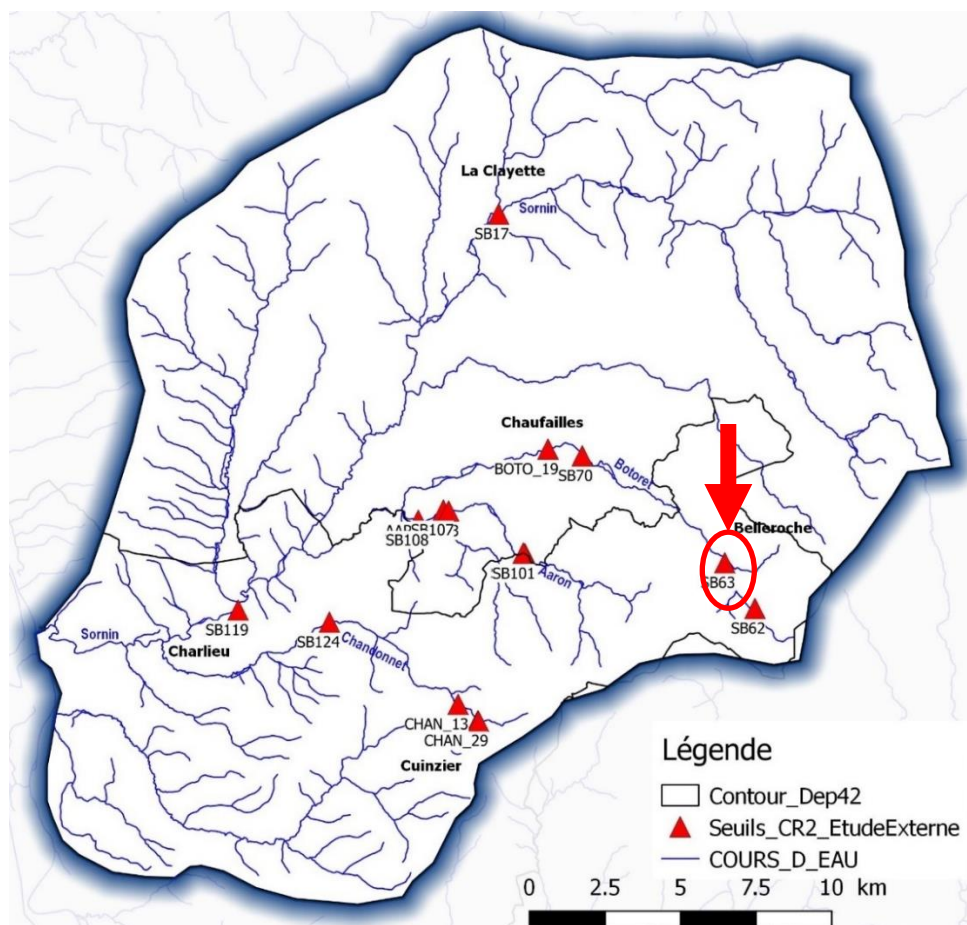 La Clayette
Sornin
SB17
Chaufailles
BOTO_19
SB70
Botoret
Belleroche
SB107
SB108
SB101
Aaron
SB63
SB62
SB119
Sornin
Charlieu
SB124
Chandonnet
CHAN_13
CHAN_29
Cuinzier
Légende
Contour_Dep42
Seuils_CR2_EtudeExterne
COURS_D_EAU
0 2.5 5 7.5 10 km